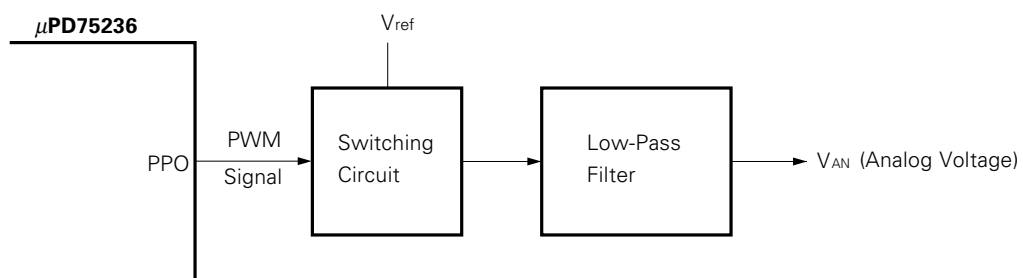 μPD75236
Vref
PPO
PWM
Signal
Switching
Circuit
Low-Pass
Filter
VAN (Analog Voltage)